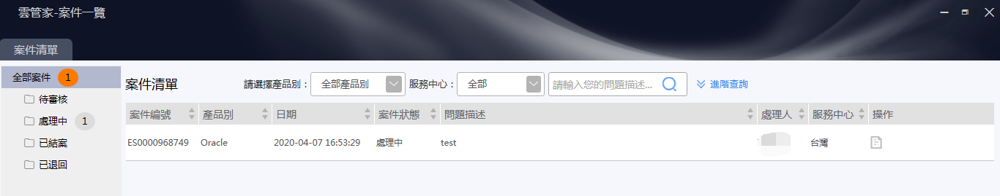 雲管家-案件一覽
案件清單
全部案件 1
待審核
處理中 1
已結案
已退回
案件清單 請選擇產品別： 全部產品別 服務中心： 全部 請輸入您的問題描述... 進階查詢
案件編號 產品別 日期 案件狀態 問題描述 處理人 服務中心 操作
ES0000968749 Oracle 2020-04-07 16:53:29 處理中 test 台灣